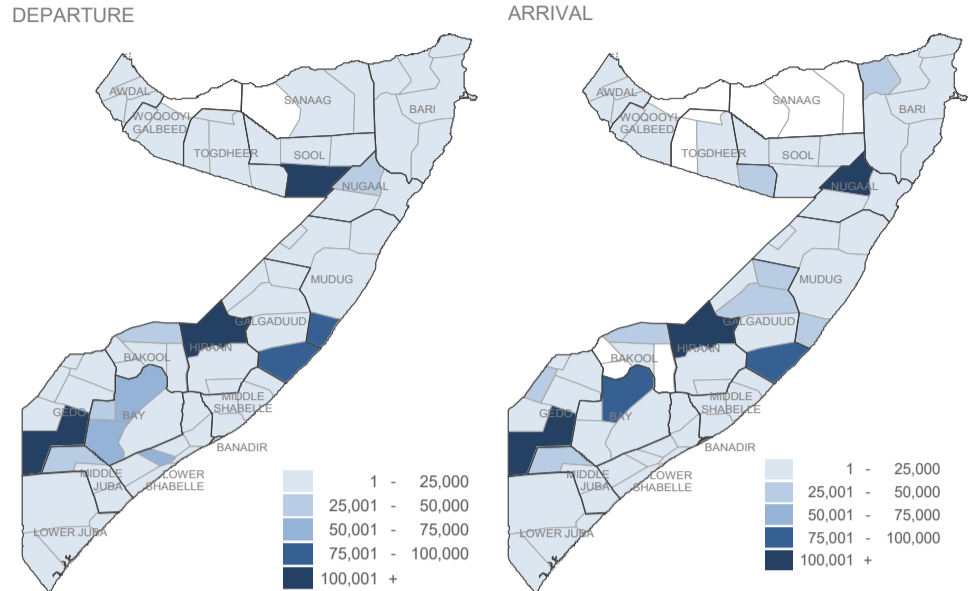 DEPARTURE
AWDAL
WOQOOYI
GALBEED
TOGDHEER
SANAAG
SOOL
BARI
NUGAAL
MUDUG
GALGADUUD
HIRAAN
BAKOOL
GEDO
BAY
MIDDLE
SHABELLE
BANADIR
LOWER
SHABELLE
MIDDLE
JUBA
LOWER JUBA
1 - 25,000
25,001 - 50,000
50,001 - 75,000
75,001 - 100,000
100,001 +
ARRIVAL
AWDAL
WOQOOYI
GALBEED
TOGDHEER
SANAAG
SOOL
BARI
NUGAAL
MUDUG
GALGADUUD
HIRAAN
BAKOOL
GEDO
BAY
MIDDLE
SHABELLE
BANADIR
LOWER
SHABELLE
MIDDLE
JUBA
LOWER JUBA
1 - 25,000
25,001 - 50,000
50,001 - 75,000
75,001 - 100,000
100,001 +